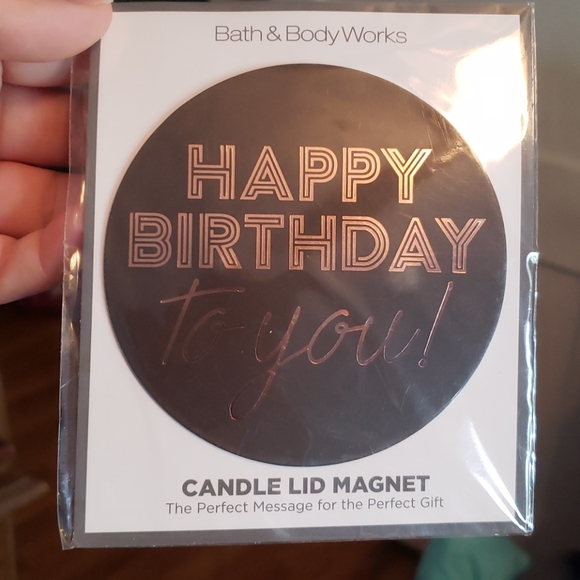 Bath & Body Works
HAPPY
BIRTHDAY
to you!
CANDLE LID MAGNET
The Perfect Message for the Perfect Gift